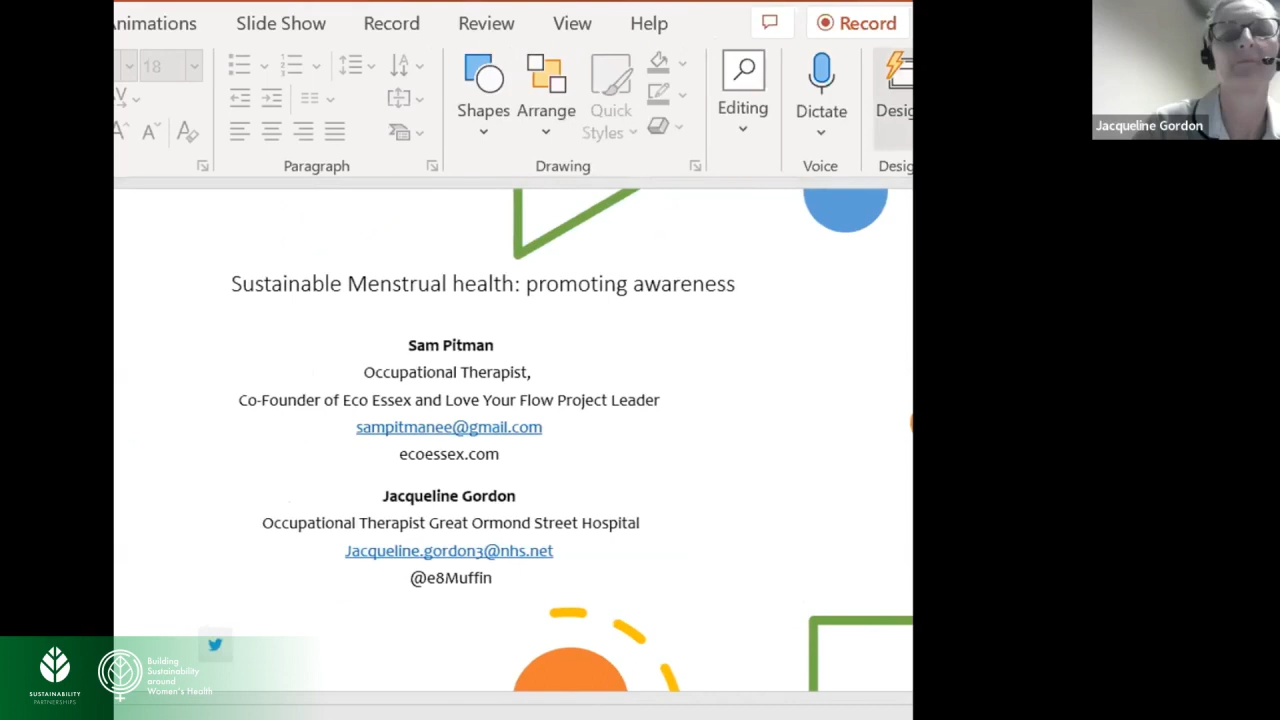 Animations Slide Show Record Review View Help Record
18
Shapes Arrange Quick Styles Editing Dictate
Paragraph Drawing Voice
Jacqueline Gordon
Sustainable Menstrual health: promoting awareness
Sam Pitman
Occupational Therapist,
Co-Founder of Eco Essex and Love Your Flow Project Leader
sampitmanee@gmail.com
ecoessex.com
Jacqueline Gordon
Occupational Therapist Great Ormond Street Hospital
Jacqueline.gordon3@nhs.net
@e8Muffin
SUSTAINABILITY
PARTNERSHIPS
Building
Sustainability
around
Women's Health